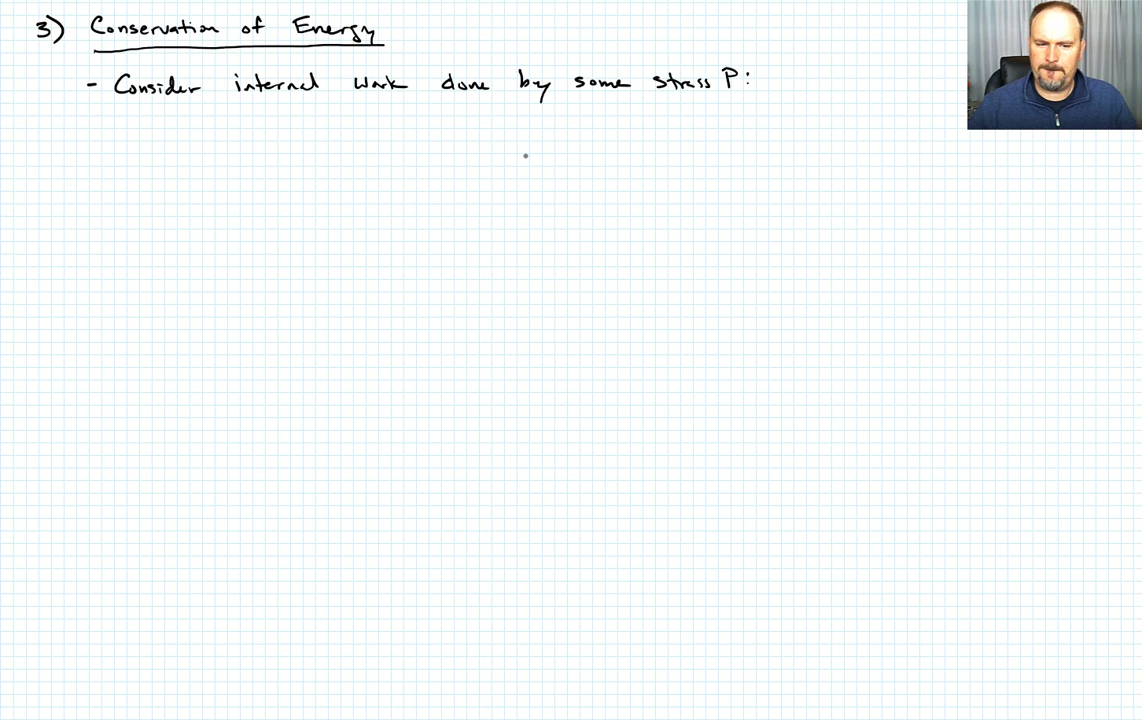 3) Conservation of Energy
- Consider internal work done by some stress P: